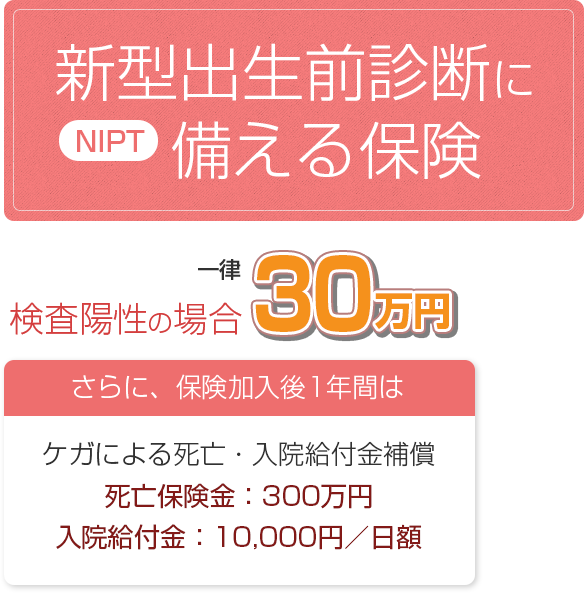 新型出生前診断に
NIPT 備える保険
一律
検査陽性の場合 30万円
さらに、保険加入後1年間は
ケガによる死亡・入院給付金補償
死亡保険金：300万円
入院給付金：10,000円／日額